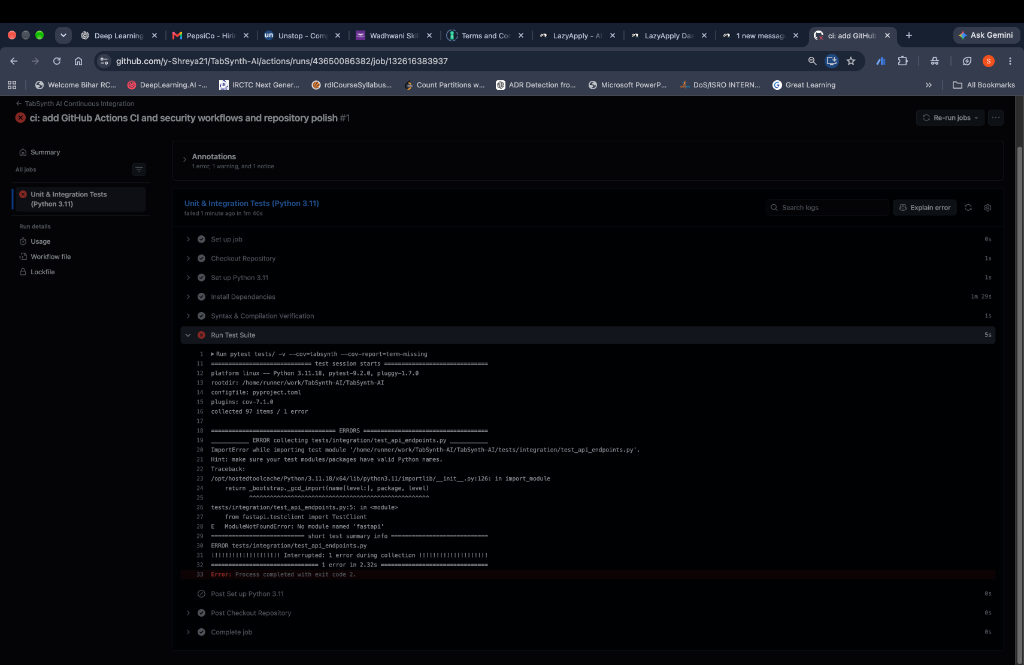 Deep Learning
PepsiCo - Hiri
Unstop - Com
Wadhwani Ski
Terms and Co
LazyApply - A
LazyApply Da
1 new messag
ci: add GitHub
Ask Gemini
github.com/y-Shreya21/TabSynth-AI/actions/runs/43650086382/job/132616383937
S
Welcome Bihar RC...
DeepLearning.AI -...
IRCTC Next Gener...
rdlCourseSyllabus...
Count Partitions w...
ADR Detection fro...
Microsoft PowerP...
DoS/ISRO INTERN...
Great Learning
»
All Bookmarks
← TabSynth AI Continuous Integration
ci: add GitHub Actions CI and security workflows and repository polish #1
Re-run jobs
Summary
All jobs
Unit & Integration Tests
(Python 3.11)
Run details
Usage
Workflow file
Lockfile
Annotations
1 error, 1 warning, and 1 notice
Unit & Integration Tests (Python 3.11)
failed 1 minute ago in 1m 40s
Search logs
Explain error
Set up job 0s
Checkout Repository 1s
Set up Python 3.11 1s
Install Dependencies 1m 29s
Syntax & Compilation Verification 1s
Run Test Suite 5s
1 ▶ Run pytest tests/ -v --cov=tabsynth --cov-report=term-missing
11 ============================= test session starts ==============================
12 platform linux -- Python 3.11.18, pytest-9.2.0, pluggy-1.7.0
13 rootdir: /home/runner/work/TabSynth-AI/TabSynth-AI
14 configfile: pyproject.toml
15 plugins: cov-7.1.0
16 collected 97 items / 1 error
17
18 ==================================== ERRORS ====================================
19 ___________ ERROR collecting tests/integration/test_api_endpoints.py ___________
20 ImportError while importing test module '/home/runner/work/TabSynth-AI/TabSynth-AI/tests/integration/test_api_endpoints.py'.
21 Hint: make sure your test modules/packages have valid Python names.
22 Traceback:
23 /opt/hostedtoolcache/Python/3.11.18/x64/lib/python3.11/importlib/__init__.py:126: in import_module
24 return _bootstrap._gcd_import(name[level:], package, level)
25 ^^^^^^^^^^^^^^^^^^^^^^^^^^^^^^^^^^^^^^^^^^^^^^^^^^^^
26 tests/integration/test_api_endpoints.py:5: in <module>
27 from fastapi.testclient import TestClient
28 E ModuleNotFoundError: No module named 'fastapi'
29 =========================== short test summary info ============================
30 ERROR tests/integration/test_api_endpoints.py
31 !!!!!!!!!!!!!!!!!!!! Interrupted: 1 error during collection !!!!!!!!!!!!!!!!!!!!
32 =============================== 1 error in 2.32s ===============================
33 Error: Process completed with exit code 2.
Post Set up Python 3.11 0s
Post Checkout Repository 0s
Complete job 0s